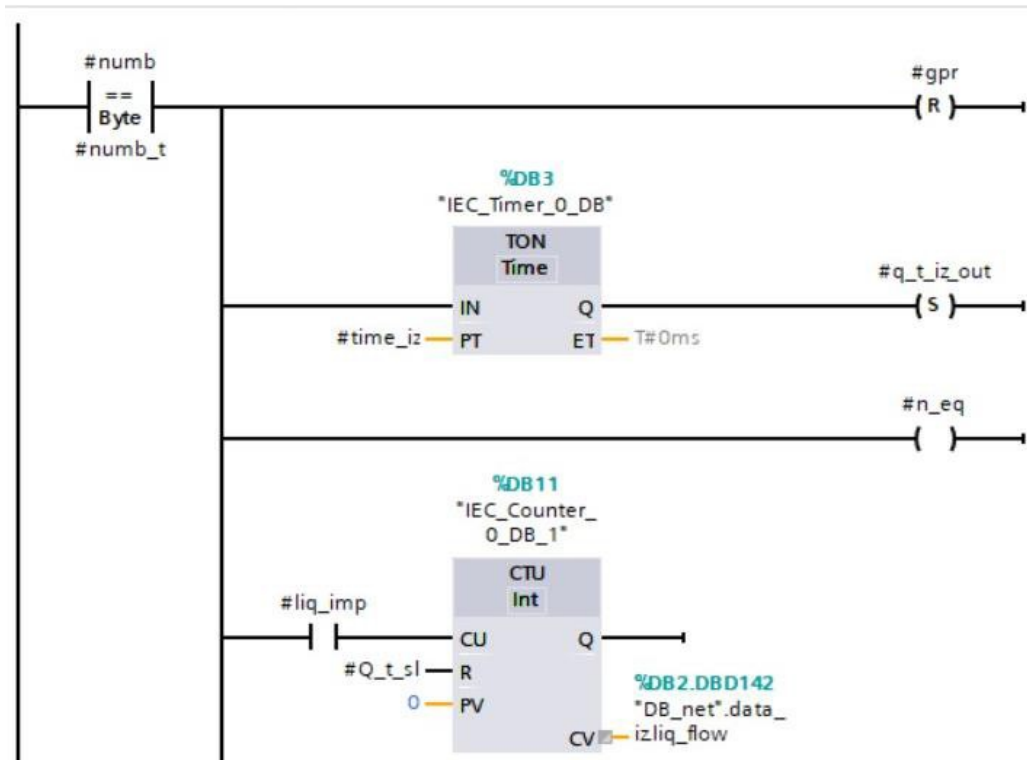 #numb
==
Byte
#numb_t
#gpr
( R )
%DB3
"IEC_Timer_0_DB"
TON
Time
#q_t_iz_out
IN
Q
( S )
#time_iz
PT
ET
T#0ms
#n_eq
( )
%DB11
"IEC_Counter_
0_DB_1"
CTU
Int
#liq_imp
CU
Q
#Q_t_sl
R
%DB2.DBD142
0
PV
"DB_net".data_
CV
iz.liq_flow